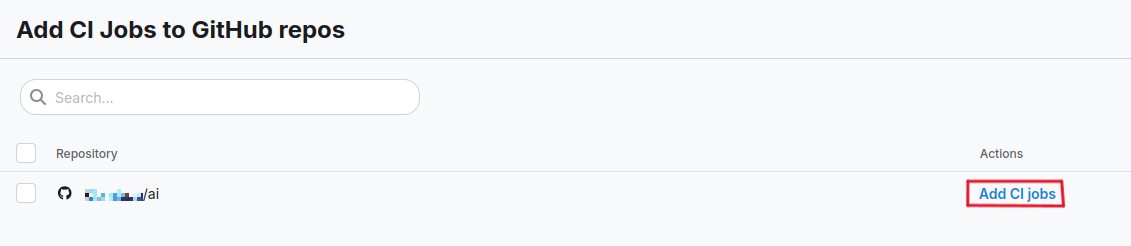 Add CI Jobs to GitHub repos
Search...
Repository Actions
/ai Add CI jobs